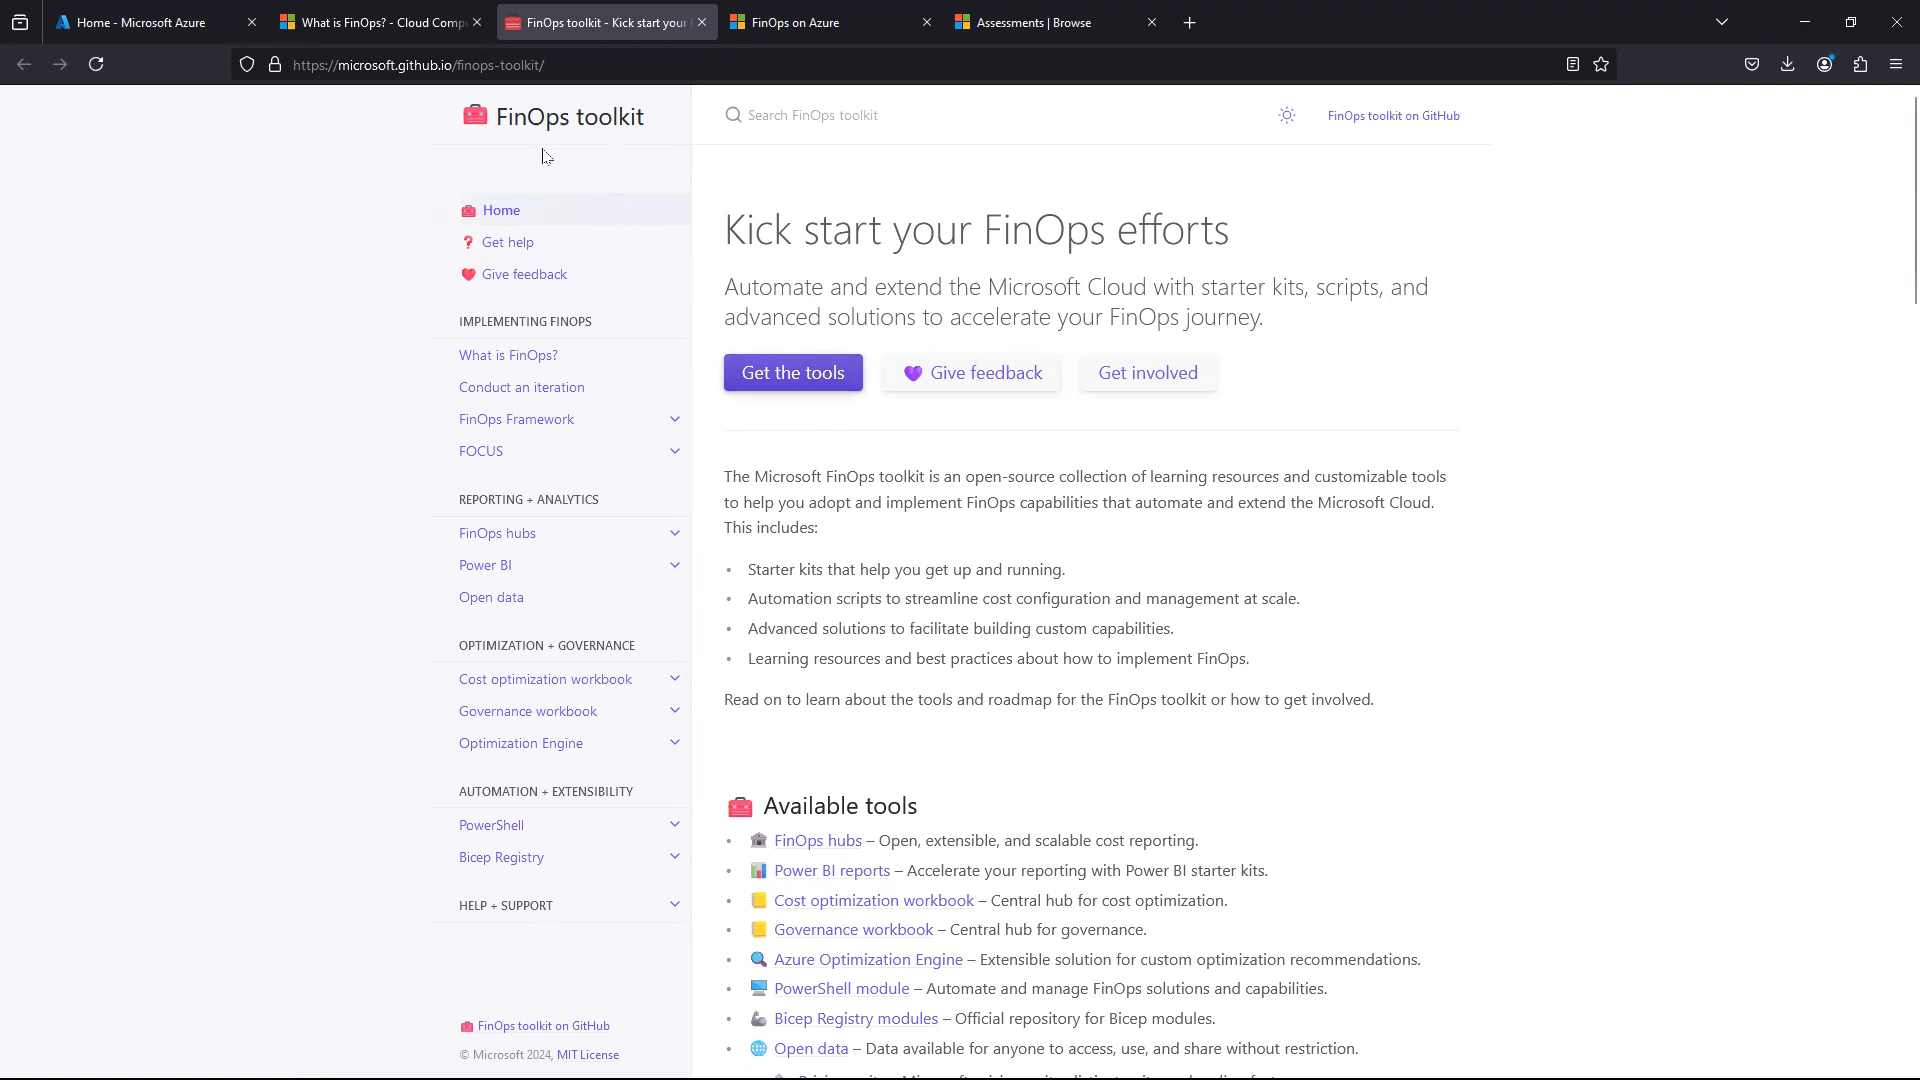 Home - Microsoft Azure
What is FinOps? - Cloud Comp
FinOps toolkit - Kick start your
FinOps on Azure
Assessments | Browse
https://microsoft.github.io/finops-toolkit/
FinOps toolkit
Search FinOps toolkit
FinOps toolkit on GitHub
Home
Get help
Give feedback
IMPLEMENTING FINOPS
What is FinOps?
Conduct an iteration
FinOps Framework
FOCUS
REPORTING + ANALYTICS
FinOps hubs
Power BI
Open data
OPTIMIZATION + GOVERNANCE
Cost optimization workbook
Governance workbook
Optimization Engine
AUTOMATION + EXTENSIBILITY
PowerShell
Bicep Registry
HELP + SUPPORT
FinOps toolkit on GitHub
© Microsoft 2024, MIT License
Kick start your FinOps efforts
Automate and extend the Microsoft Cloud with starter kits, scripts, and
advanced solutions to accelerate your FinOps journey.
Get the tools
Give feedback
Get involved
The Microsoft FinOps toolkit is an open-source collection of learning resources and customizable tools
to help you adopt and implement FinOps capabilities that automate and extend the Microsoft Cloud.
This includes:
• Starter kits that help you get up and running.
• Automation scripts to streamline cost configuration and management at scale.
• Advanced solutions to facilitate building custom capabilities.
• Learning resources and best practices about how to implement FinOps.
Read on to learn about the tools and roadmap for the FinOps toolkit or how to get involved.
Available tools
• FinOps hubs – Open, extensible, and scalable cost reporting.
• Power BI reports – Accelerate your reporting with Power BI starter kits.
• Cost optimization workbook – Central hub for cost optimization.
• Governance workbook – Central hub for governance.
• Azure Optimization Engine – Extensible solution for custom optimization recommendations.
• PowerShell module – Automate and manage FinOps solutions and capabilities.
• Bicep Registry modules – Official repository for Bicep modules.
• Open data – Data available for anyone to access, use, and share without restriction.